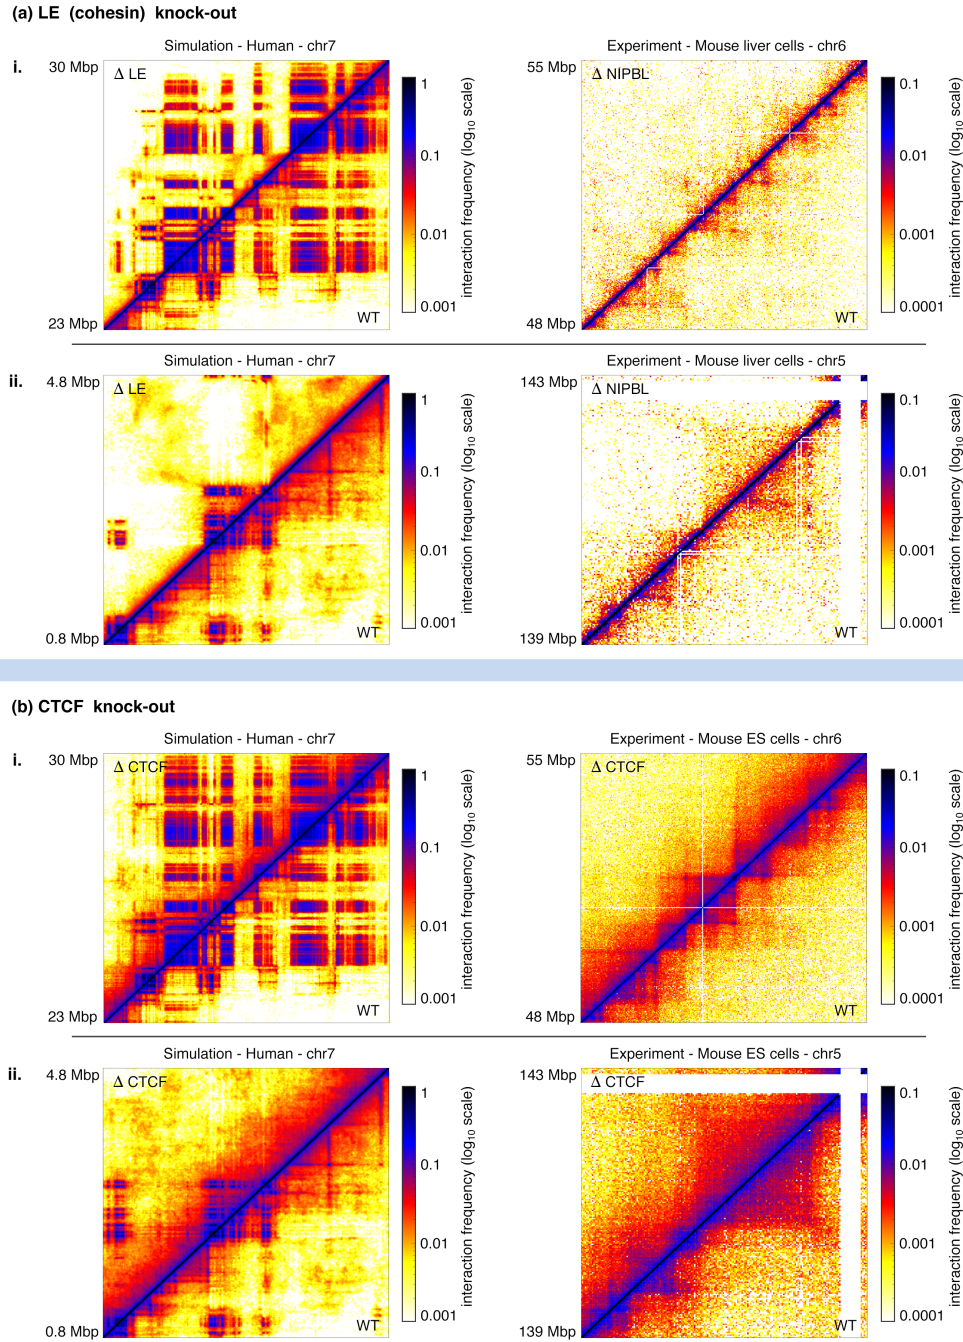 (a) LE (cohesin) knock-out
Simulation - Human - chr7
Experiment - Mouse liver cells - chr6
i.
30 Mbp
Δ LE
WT
23 Mbp
1
0.1
0.01
0.001
interaction frequency (log10 scale)
55 Mbp
Δ NIPBL
WT
48 Mbp
0.1
0.01
0.001
0.0001
interaction frequency (log10 scale)
Simulation - Human - chr7
Experiment - Mouse liver cells - chr5
ii.
4.8 Mbp
Δ LE
WT
0.8 Mbp
1
0.1
0.01
0.001
interaction frequency (log10 scale)
143 Mbp
Δ NIPBL
WT
139 Mbp
0.1
0.01
0.001
0.0001
interaction frequency (log10 scale)
(b) CTCF knock-out
Simulation - Human - chr7
Experiment - Mouse ES cells - chr6
i.
30 Mbp
Δ CTCF
WT
23 Mbp
1
0.1
0.01
0.001
interaction frequency (log10 scale)
55 Mbp
Δ CTCF
WT
48 Mbp
0.1
0.01
0.001
0.0001
interaction frequency (log10 scale)
Simulation - Human - chr7
Experiment - Mouse ES cells - chr5
ii.
4.8 Mbp
Δ CTCF
WT
0.8 Mbp
1
0.1
0.01
0.001
interaction frequency (log10 scale)
143 Mbp
Δ CTCF
WT
139 Mbp
0.1
0.01
0.001
0.0001
interaction frequency (log10 scale)